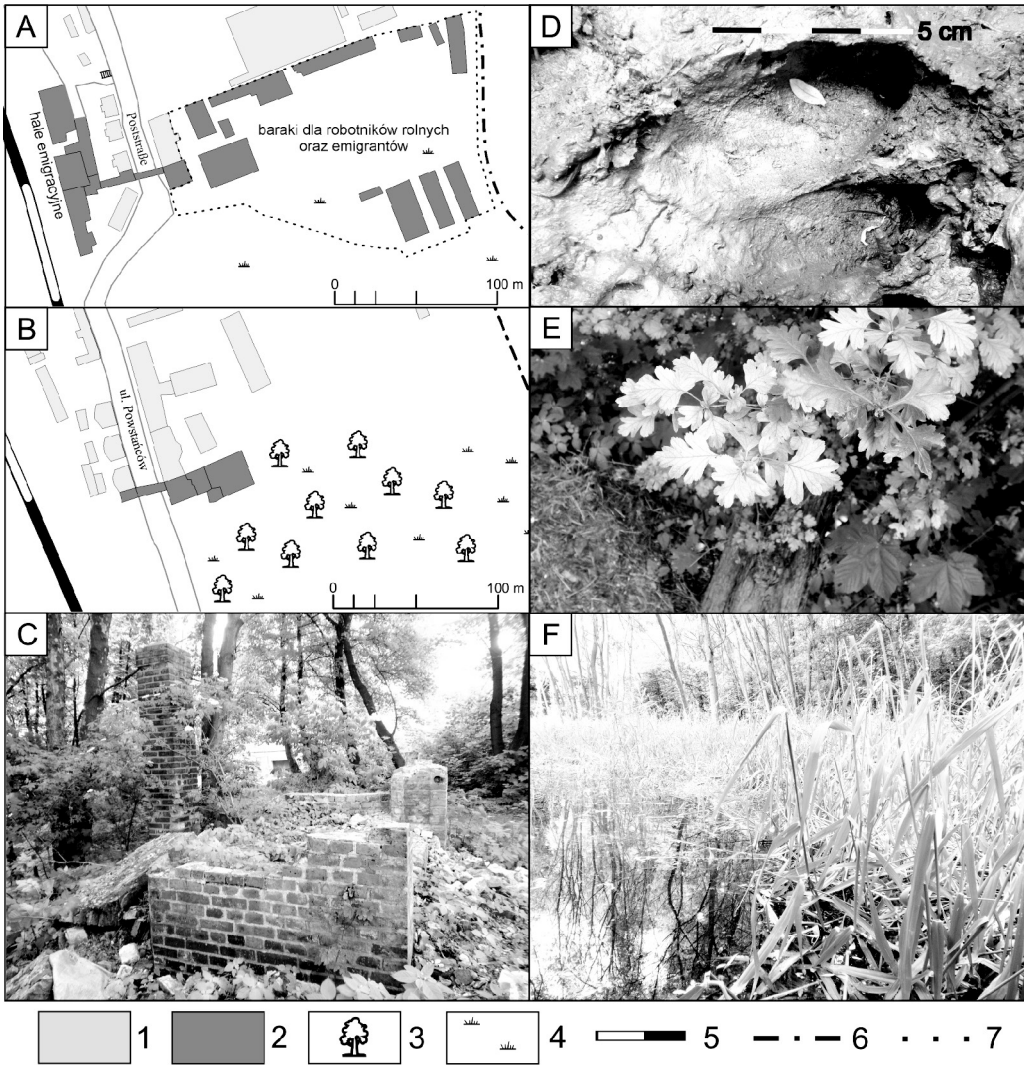 A
hale emigracyjne
Poststraße
baraki dla robotników rolnych
oraz emigrantów
0
100 m
B
ul. Powstańców
0
100 m
C
D
5 cm
E
F
1
2
3
4
5
6
7